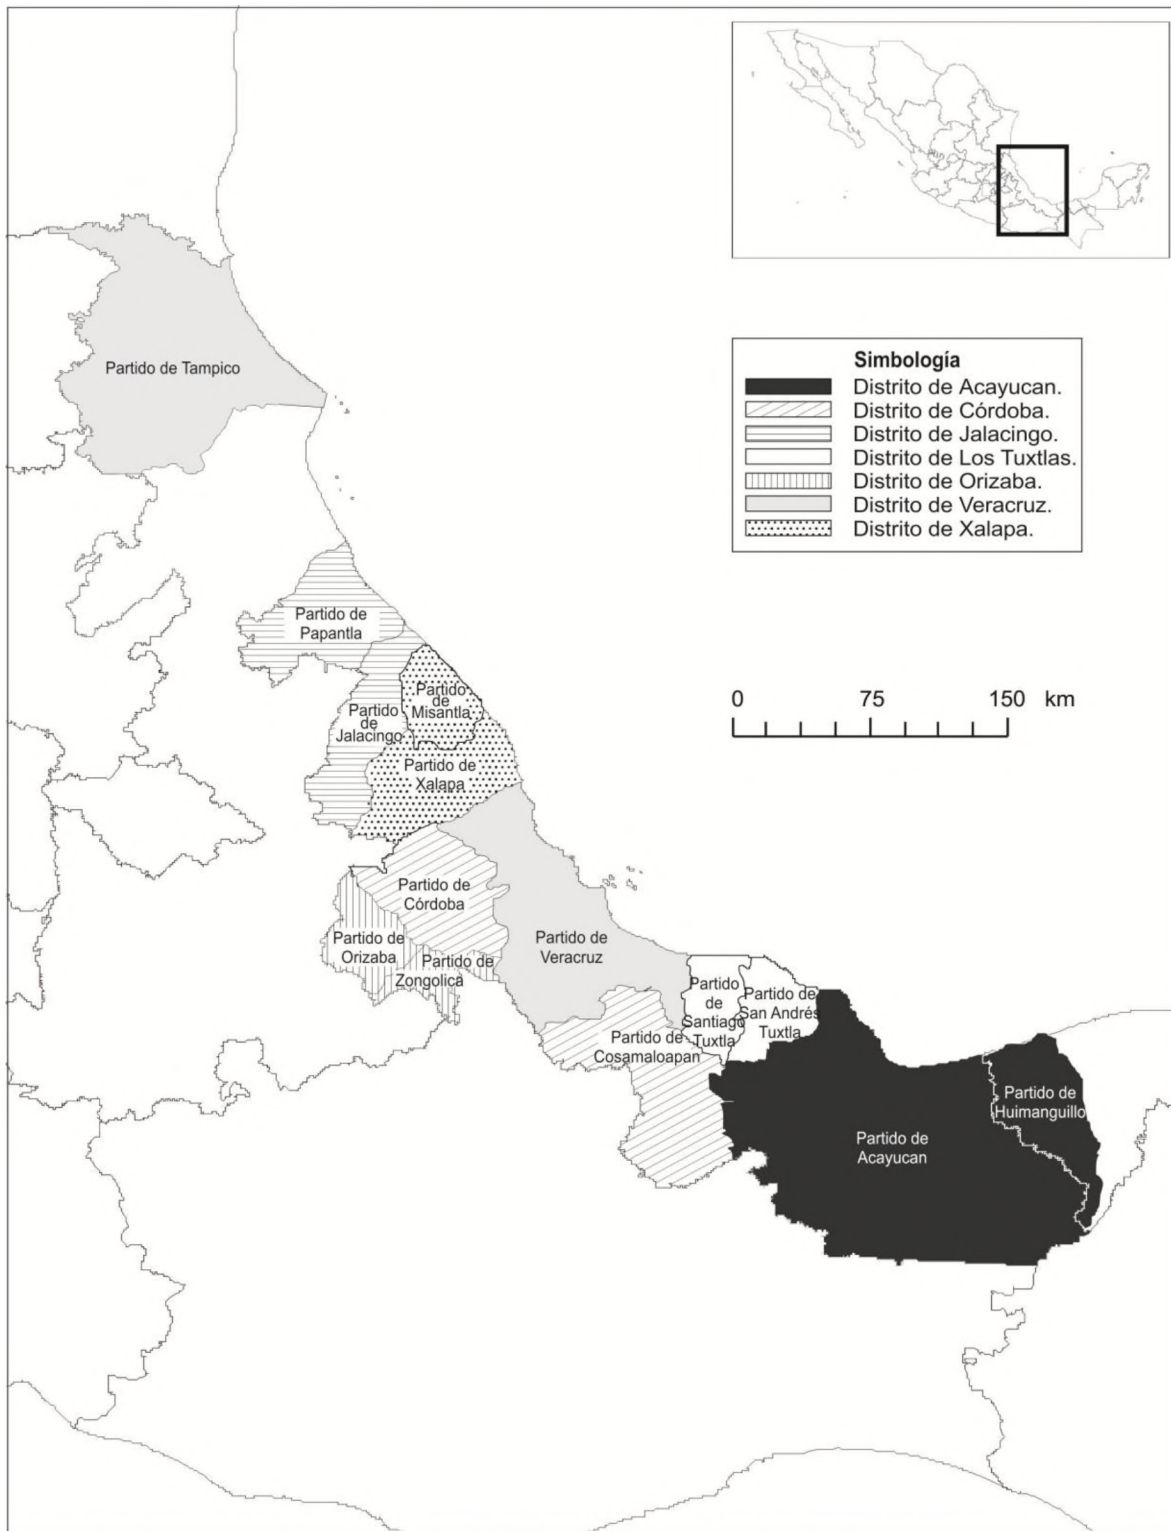 Simbología
Distrito de Acayucan.
Distrito de Córdoba.
Distrito de Jalacingo.
Distrito de Los Tuxtlas.
Distrito de Orizaba.
Distrito de Veracruz.
Distrito de Xalapa.
Partido de Tampico
Partido de
Papantla
Partido
de
Misantla
Partido
de
Jalacingo
Partido de
Xalapa
0 75 150 km
Partido de
Córdoba
Partido de
Orizaba
Partido de
Zongolica
Partido de
Veracruz
Partido
de
Santiago
Tuxtla
Partido de
San Andrés
Tuxtla
Partido de
Cosamaloapan
Partido de
Huimanguillo
Partido de
Acayucan